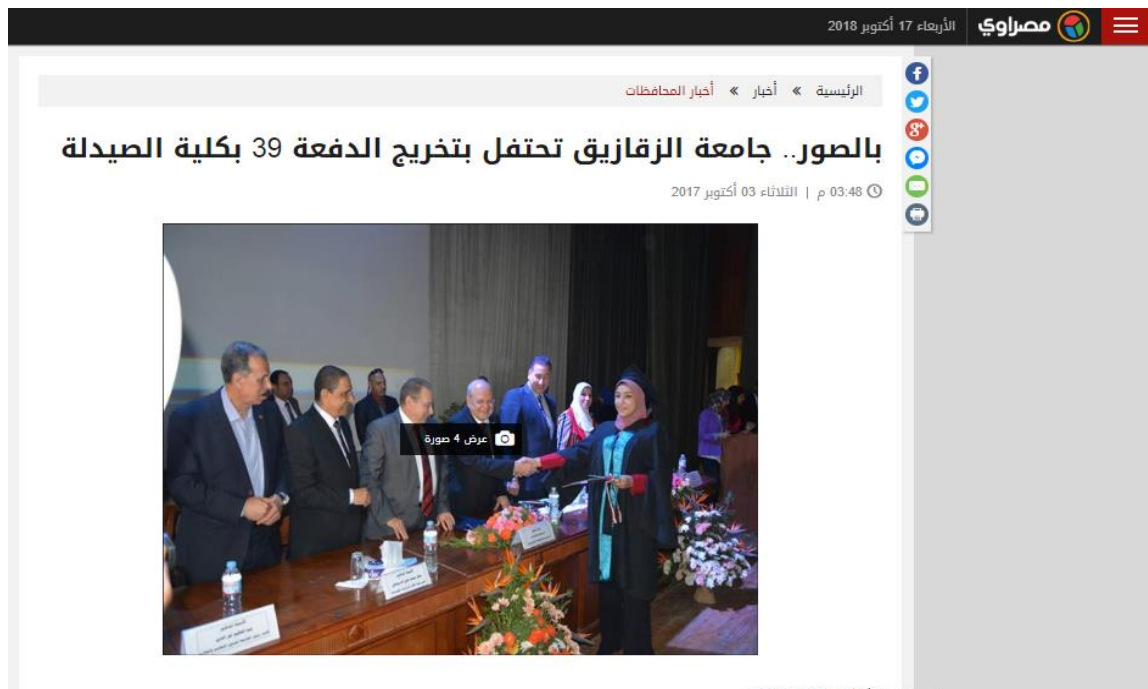 مصراوي
الأربعاء 17 أكتوبر 2018
الرئيسية » أخبار » أخبار المحافظات
بالصور.. جامعة الزقازيق تحتفل بتخريج الدفعة 39 بكلية الصيدلة
03:48 م | الثلاثاء 03 أكتوبر 2017
عرض 4 صورة